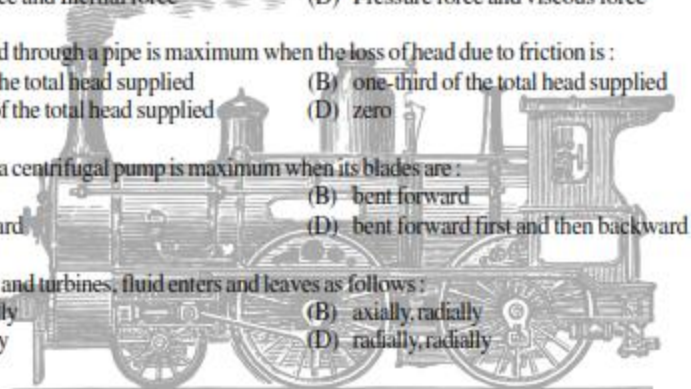 (D) Pressure force and viscous force
d through a pipe is maximum when the loss of head due to friction is :
he total head supplied (B) one-third of the total head supplied
of the total head supplied (D) zero
a centrifugal pump is maximum when its blades are :
(B) bent forward
ard (D) bent forward first and then backward
and turbines, fluid enters and leaves as follows :
lly (B) axially, radially
y (D) radially, radially